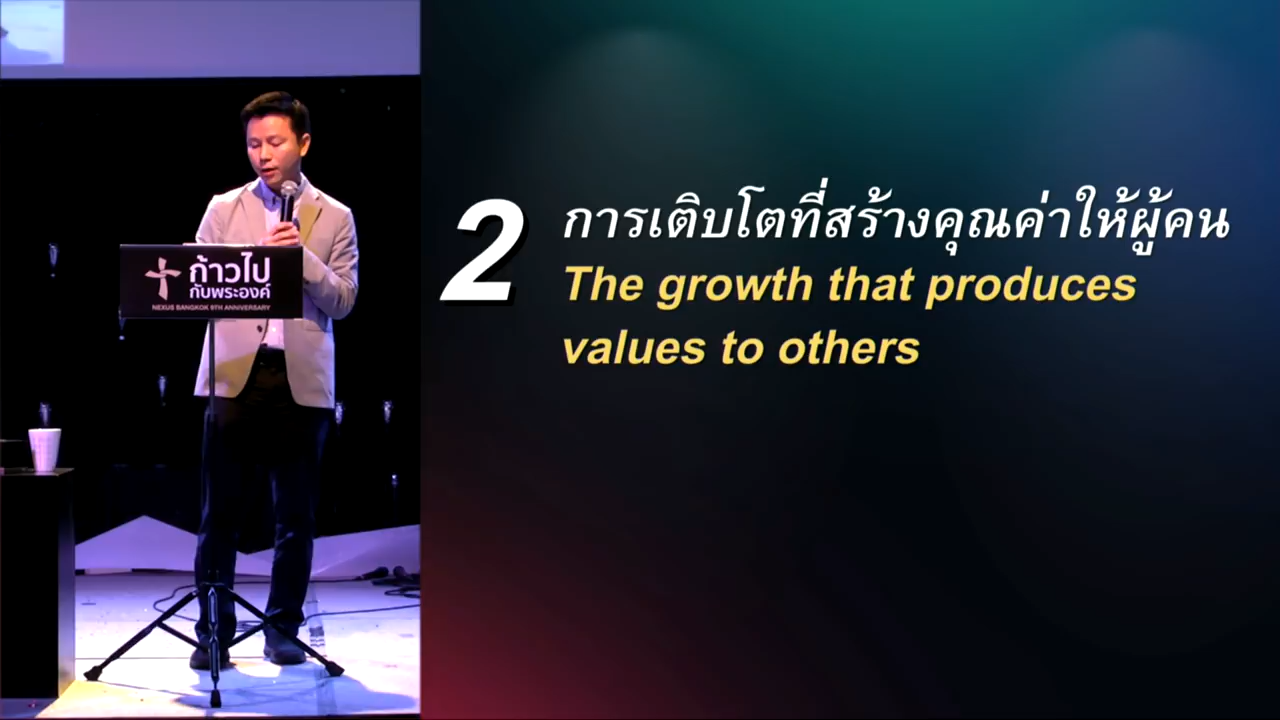 ก้าวไป
กับพระองค์
NEXUS BANGKOK 9TH ANNIVERSARY
2
การเติบโตที่สร้างคุณค่าให้ผู้คน
The growth that produces
values to others